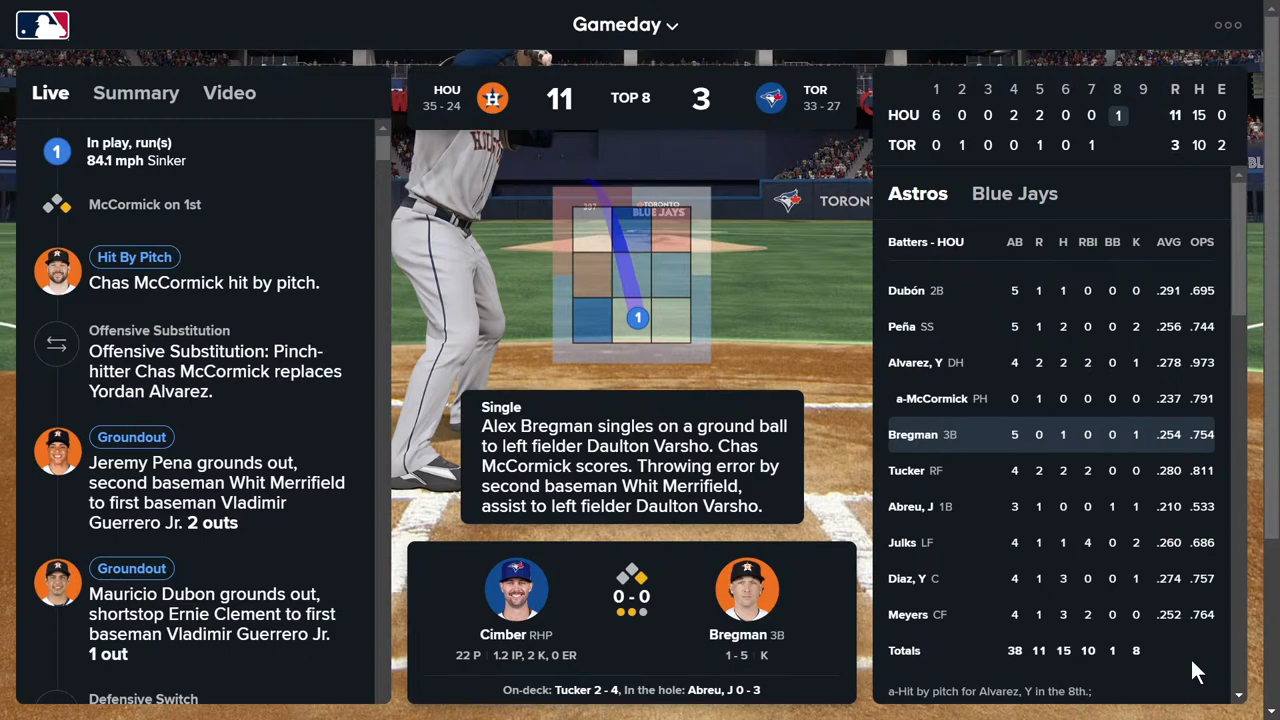 Gameday
Live Summary Video
1
In play, run(s)
84.1 mph Sinker
McCormick on 1st
Hit By Pitch
Chas McCormick hit by pitch.
Offensive Substitution
Offensive Substitution: Pinch-
hitter Chas McCormick replaces
Yordan Alvarez.
Groundout
Jeremy Pena grounds out,
second baseman Whit Merrifield
to first baseman Vladimir
Guerrero Jr. 2 outs
Groundout
Mauricio Dubon grounds out,
shortstop Ernie Clement to first
baseman Vladimir Guerrero Jr.
1 out
Defensive Switch
HOU 11 TOP 8 3 TOR
35 - 24 33 - 27
TORONTO
BLUE JAYS
TORON
1
Single
Alex Bregman singles on a ground ball
to left fielder Daulton Varsho. Chas
McCormick scores. Throwing error by
second baseman Whit Merrifield,
assist to left fielder Daulton Varsho.
0 - 0
Cimber RHP Bregman 3B
22 P 1.2 IP, 2 K, 0 ER 1 - 5 K
On-deck: Tucker 2 - 4, In the hole: Abreu, J 0 - 3
1 2 3 4 5 6 7 8 9 R H E
HOU 6 0 0 2 2 0 0 1 11 15 0
TOR 0 1 0 0 1 0 1 3 10 2
Astros Blue Jays
Batters - HOU AB R H RBI BB K AVG OPS
Dubón 2B 5 1 1 0 0 0 .291 .695
Peña SS 5 1 2 0 0 2 .256 .744
Alvarez, Y DH 4 2 2 2 0 0 .278 .973
a-McCormick PH 0 1 0 0 0 0 .237 .791
Bregman 3B 5 0 1 0 0 1 .254 .754
Tucker RF 4 2 2 2 0 0 .280 .811
Abreu, J 1B 3 1 0 0 1 1 .210 .533
Julks LF 4 1 1 4 0 2 .260 .686
Diaz, Y C 4 1 3 0 0 1 .274 .757
Meyers CF 4 1 3 2 0 0 .252 .764
Totals 38 11 15 10 1 8
a-Hit by pitch for Alvarez, Y in the 8th.;